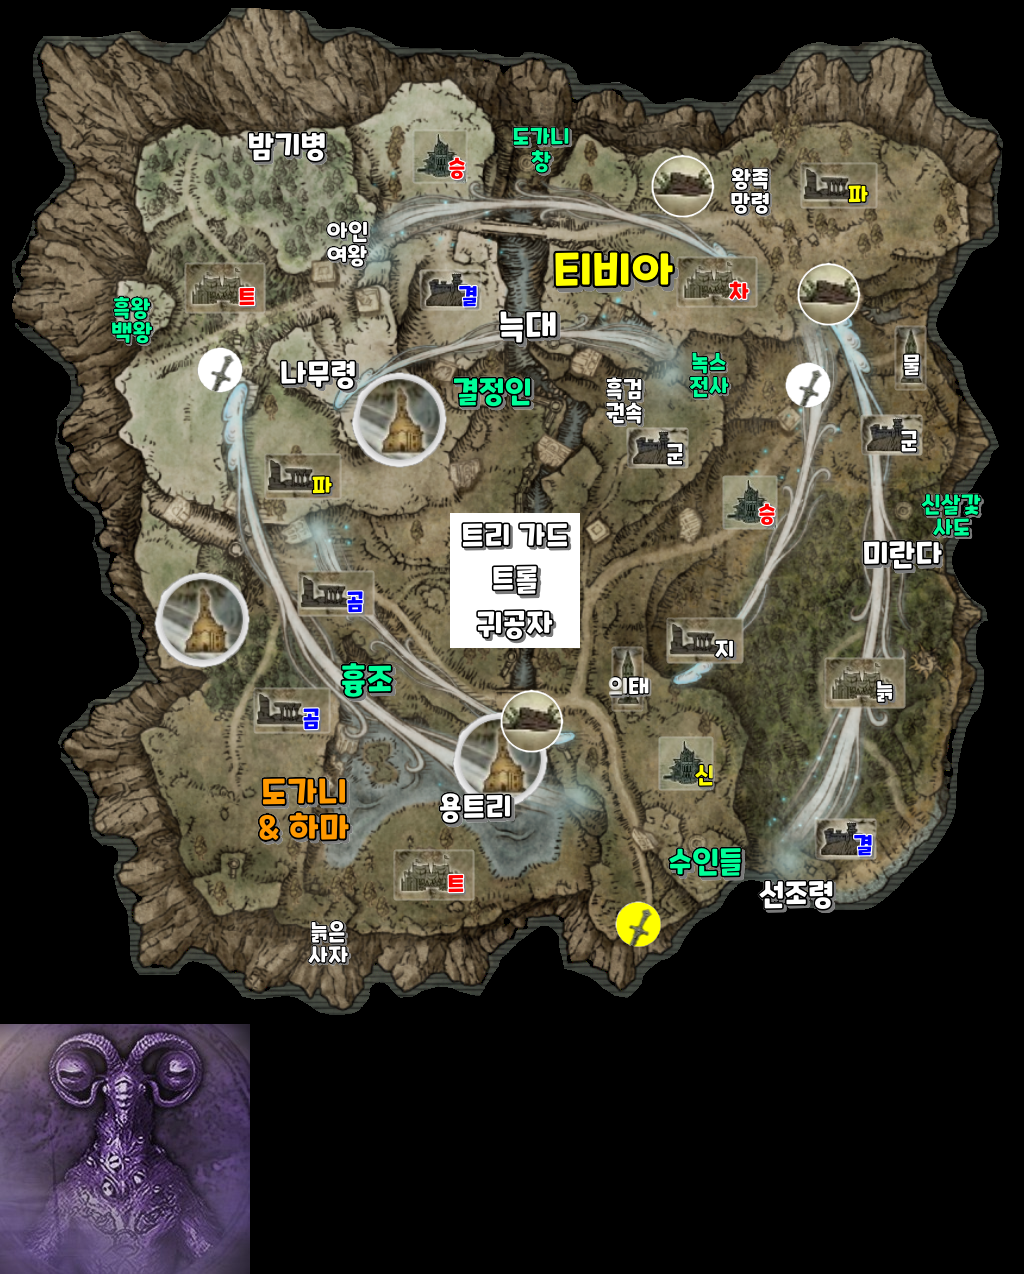 밤기병
승
도가니
창
왕족
망령
파
아인
여왕
티비아
트
결
차
흑왕
백왕
늑대
물
나무령
결정인
녹스
전사
흑검
권속
군
군
파
승
신살갗
사도
트리 가드
트롤
귀공자
미란다
곰
지
흉조
의태
늙
곰
신
도가니
& 하마
용트리
결
수인들
트
선조령
늙은
사자